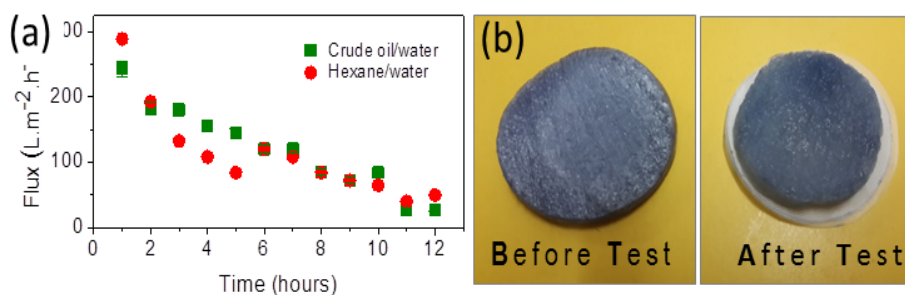 (a)
Crude oil/water
Hexane/water
Flux (L.m⁻².h⁻
00
200
100
0
0 2 4 6 8 10 12
Time (hours)
(b)
Before Test
After Test